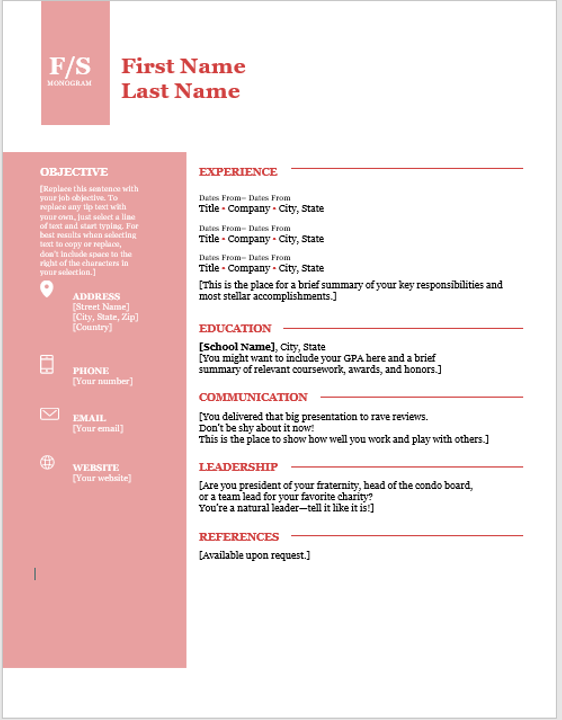 F/S
MONOGRAM
First Name
Last Name
OBJECTIVE
[Replace this sentence with
your job objective. To
replace any tip text with
your own, just select a line
of text and start typing. For
best results when selecting
text to copy or replace,
don't include space to the
right of the characters in
your selection.]
ADDRESS
[Street Name]
[City, State, Zip]
[Country]
PHONE
[Your number]
EMAIL
[Your email]
WEBSITE
[Your website]
EXPERIENCE
Dates From– Dates From
Title • Company • City, State
Dates From– Dates From
Title • Company • City, State
Dates From– Dates From
Title • Company • City, State
[This is the place for a brief summary of your key responsibilities and
most stellar accomplishments.]
EDUCATION
[School Name], City, State
[You might want to include your GPA here and a brief
summary of relevant coursework, awards, and honors.]
COMMUNICATION
[You delivered that big presentation to rave reviews.
Don't be shy about it now!
This is the place to show how well you work and play with others.]
LEADERSHIP
[Are you president of your fraternity, head of the condo board,
or a team lead for your favorite charity?
You're a natural leader—tell it like it is!]
REFERENCES
[Available upon request.]